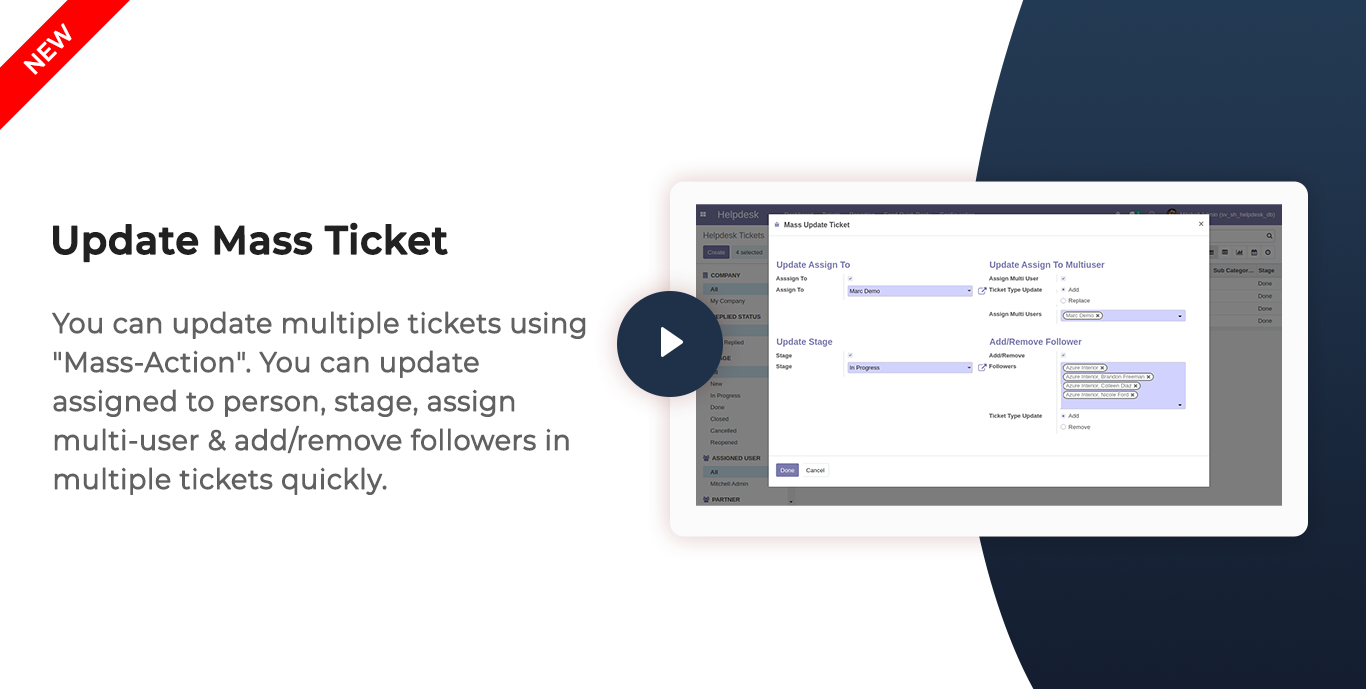 NEW
Update Mass Ticket
You can update multiple tickets using
"Mass-Action". You can update
assigned to person, stage, assign
multi-user & add/remove followers in
multiple tickets quickly.
Helpdesk
Helpdesk Tickets
Create
4 selected
COMPANY
All
My Company
New
In Progress
Done
Closed
Cancelled
Reopened
ASSIGNED USER
All
Mitchell Admin
PARTNER
Mass Update Ticket
×
Update Assign To
Asssign To
Assign To
Marc Demo
Update Assign To Multiuser
Assign Multi User
Ticket Type Update
Add
Replace
Assign Multi Users
Marc Demo ×
Update Stage
Stage
Stage
In Progress
Add/Remove Follower
Add/Remove
Followers
Azure Interior ×
Azure Interior, Brandon Freeman ×
Azure Interior, Colleen Diaz ×
Azure Interior, Nicole Ford ×
Ticket Type Update
Add
Remove
Done
Cancel
Sub Categor...
Stage
Done
Done
Done
Done